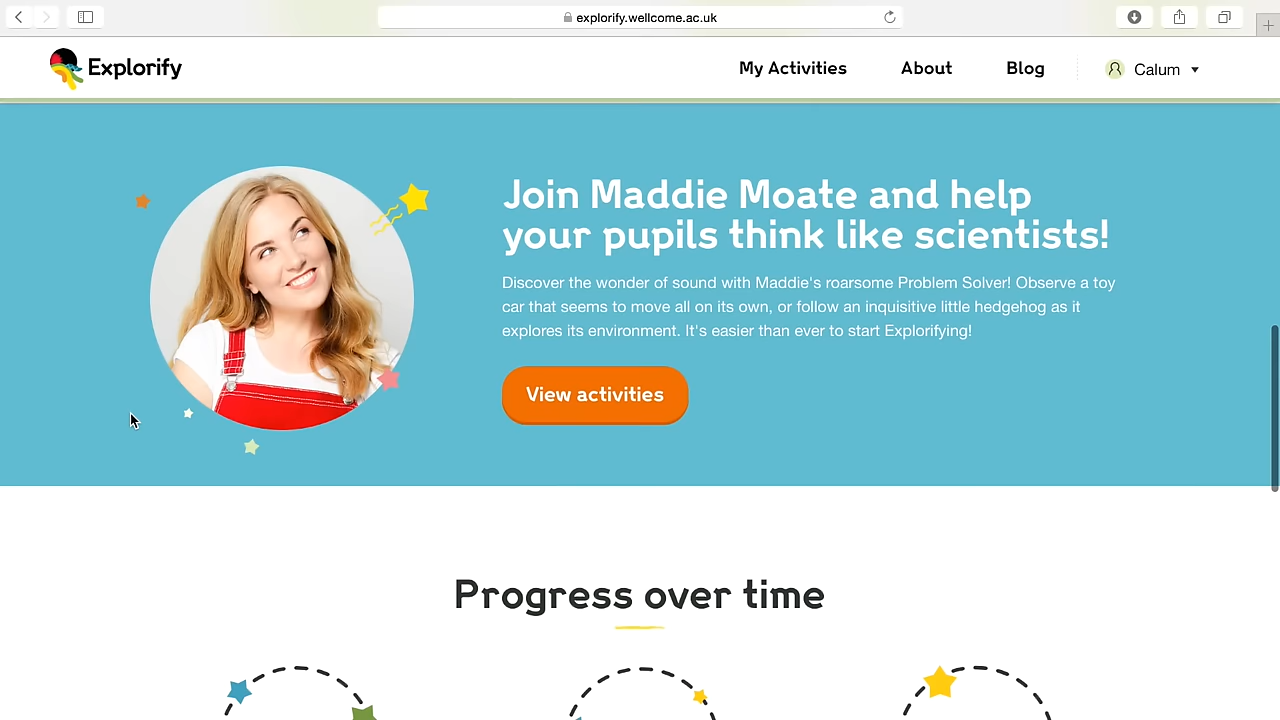 explorify.wellcome.ac.uk
Explorify
My Activities
About
Blog
Calum
Join Maddie Moate and help
your pupils think like scientists!
Discover the wonder of sound with Maddie's roarsome Problem Solver! Observe a toy
car that seems to move all on its own, or follow an inquisitive little hedgehog as it
explores its environment. It's easier than ever to start Explorifying!
View activities
Progress over time